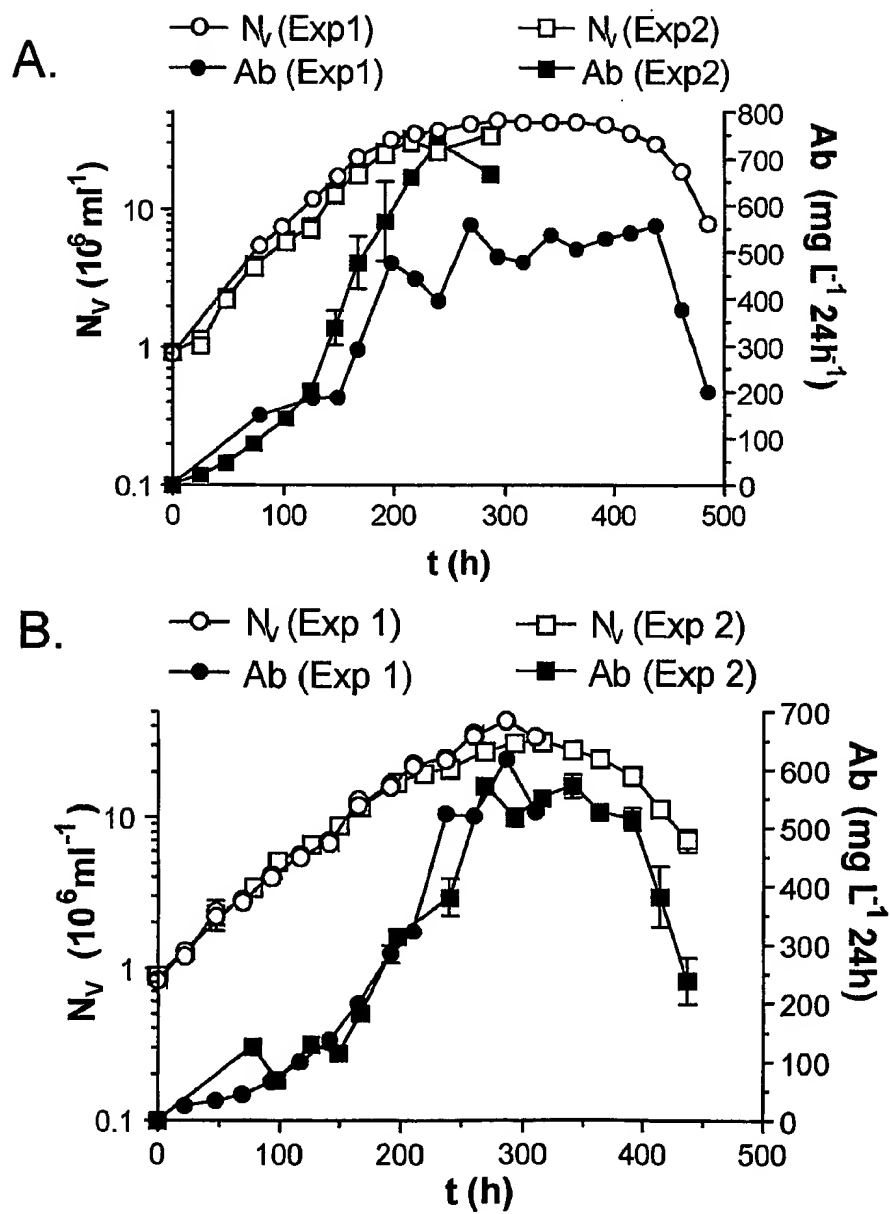 A.
Nᵥ (Exp1) Nᵥ (Exp2)
Ab (Exp1) Ab (Exp2)
Nᵥ (10⁶ ml⁻¹)
10
1
0.1
800
700
600
500
400
300
200
100
0
Ab (mg L⁻¹ 24h⁻¹)
0 100 200 300 400 500
t (h)
B.
Nᵥ (Exp 1) Nᵥ (Exp 2)
Ab (Exp 1) Ab (Exp 2)
Nᵥ (10⁶ ml⁻¹)
10
1
0.1
700
600
500
400
300
200
100
0
Ab (mg L⁻¹ 24h)
0 100 200 300 400 500
t (h)